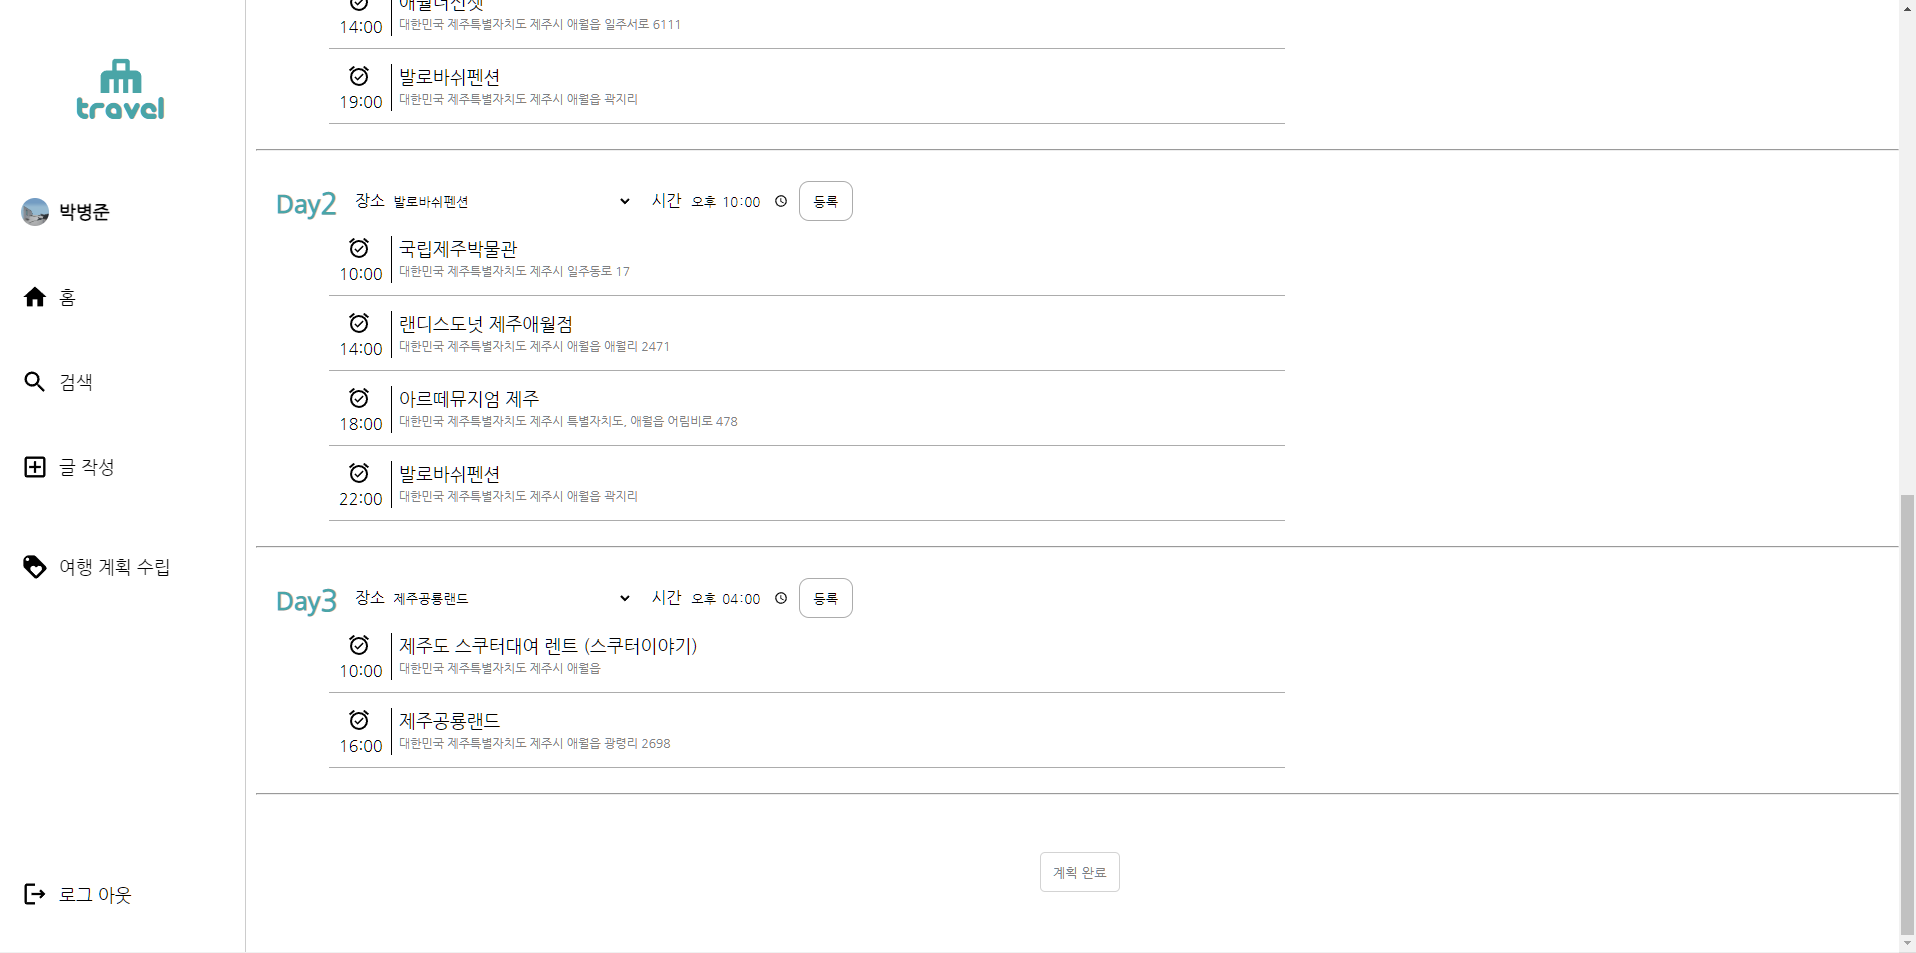 travel
박병준
홈
검색
글 작성
여행 계획 수립
로그 아웃
애월더선셋
14:00 대한민국 제주특별자치도 제주시 애월읍 일주서로 6111
발로바쉬펜션
19:00 대한민국 제주특별자치도 제주시 애월읍 곽지리
Day2 장소 발로바쉬펜션 시간 오후 10:00 등록
국립제주박물관
10:00 대한민국 제주특별자치도 제주시 일주동로 17
랜디스도넛 제주애월점
14:00 대한민국 제주특별자치도 제주시 애월읍 애월리 2471
아르떼뮤지엄 제주
18:00 대한민국 제주특별자치도 제주시 특별자치도, 애월읍 어림비로 478
발로바쉬펜션
22:00 대한민국 제주특별자치도 제주시 애월읍 곽지리
Day3 장소 제주공룡랜드 시간 오후 04:00 등록
제주도 스쿠터대여 렌트 (스쿠터이야기)
10:00 대한민국 제주특별자치도 제주시 애월읍
제주공룡랜드
16:00 대한민국 제주특별자치도 제주시 애월읍 광령리 2698
계획 완료